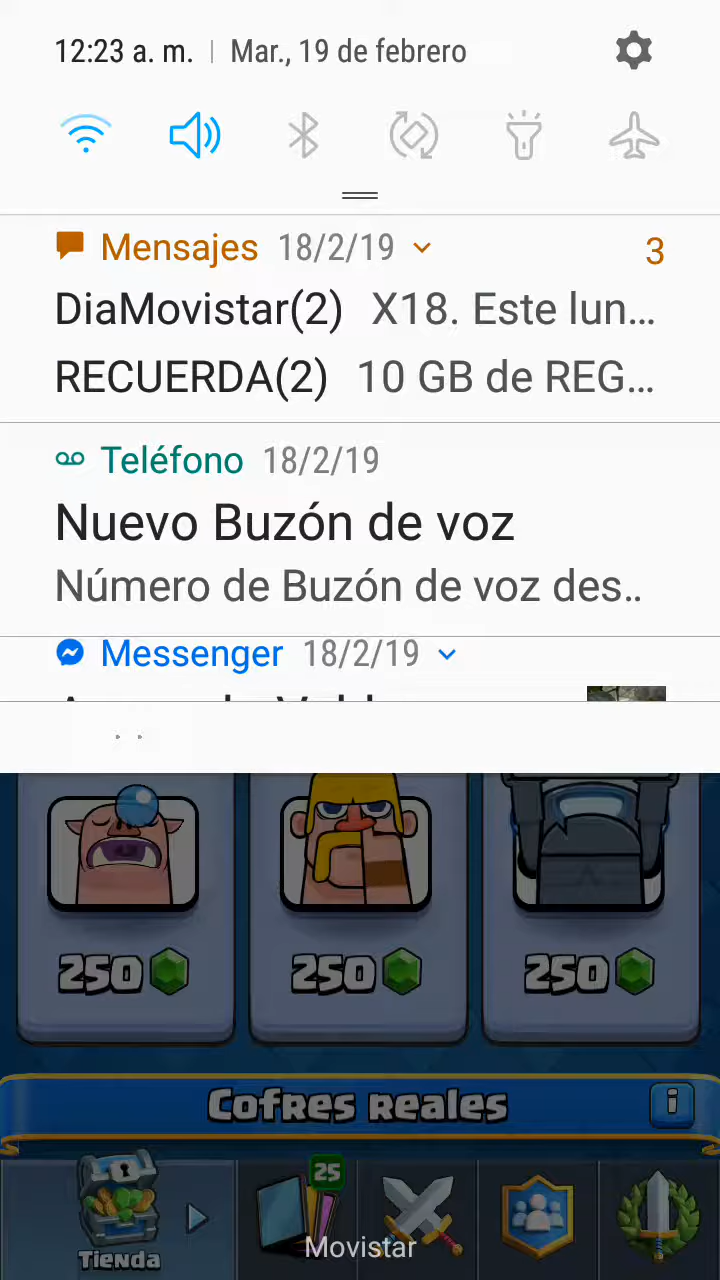 12:23 a. m. | Mar., 19 de febrero
Mensajes 18/2/19 3
DiaMovistar(2) X18. Este lun...
RECUERDA(2) 10 GB de REG...
Teléfono 18/2/19
Nuevo Buzón de voz
Número de Buzón de voz des..
Messenger 18/2/19
250 250 250
Cofres reales
i
25
Tienda
Movistar